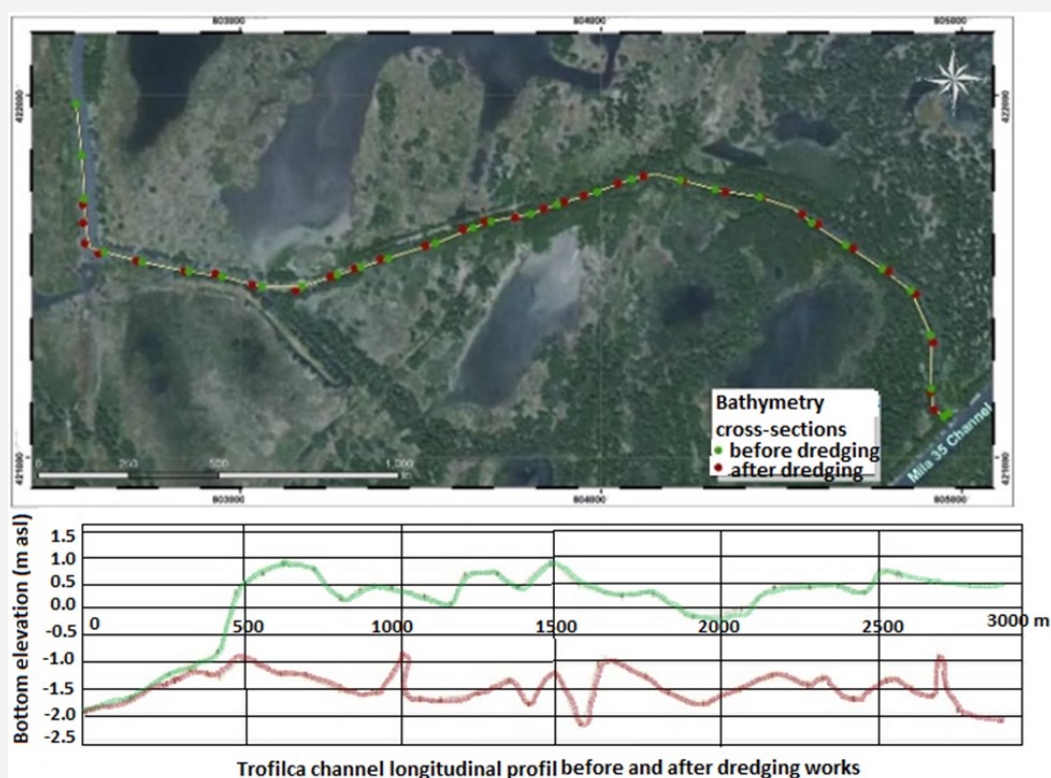 803000 804000 805000
422000 422000
Bathymetry
cross-sections
before dredging
after dredging
Mila 35 Channel
0 250 500 1,000
421000 421000
803000 804000 805000
Bottom elevation (m asl)
1.5
1.0
0.5
0.0
0 500 1000 1500 2000 2500 3000 m
-0.5
-1.0
-1.5
-2.0
-2.5
Trofilca channel longitudinal profil before and after dredging works